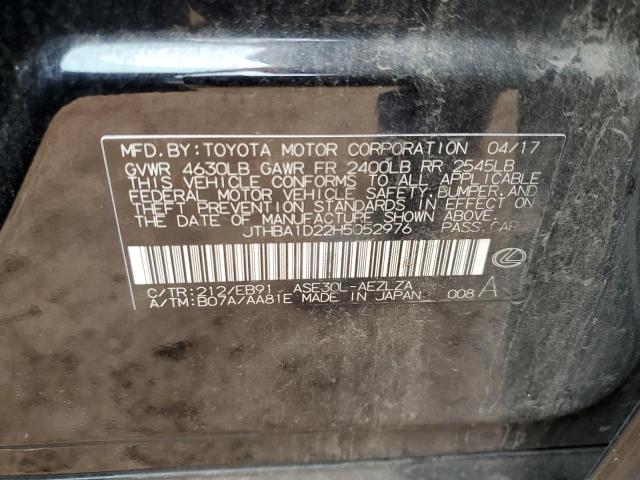 MFD.BY:TOYOTA MOTOR CORPORATION 04/17
GVWR 4630LB GAWR FR 2400LB RR 2545LB
THIS VEHICLE CONFORMS TO ALL APPLICABLE
FEDERAL MOTOR VEHICLE SAFETY,BUMPER,AND
THEFT PREVENTION STANDARDS IN EFFECT ON
THE DATE OF MANUFACTURE SHOWN ABOVE.
JTHBA1D22H5052976 PASS.CAR
C/TR:212/EB91 ASE30L-AEZLZA
A/TM:B07A/AA81E MADE IN JAPAN 008 A